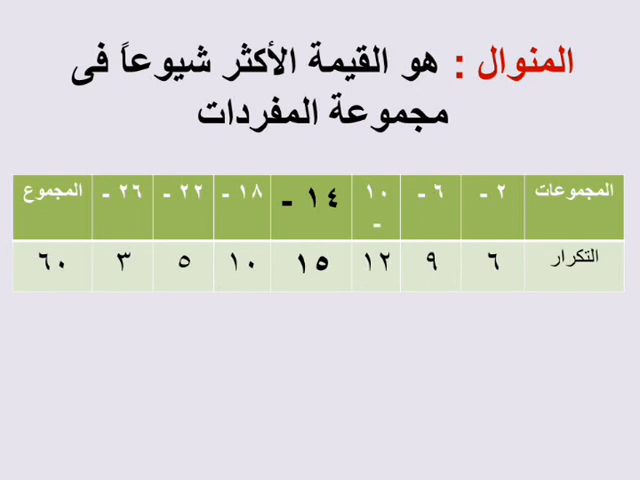 المنوال : هو القيمة الأكثر شيوعاً فى
مجموعة المفردات
المجموعات ٢ - ٦ - ١٠ - ١٤ - ١٨ - ٢٢ - ٢٦ - المجموع
التكرار ٦ ٩ ١٢ ١٥ ١٠ ٥ ٣ ٦٠